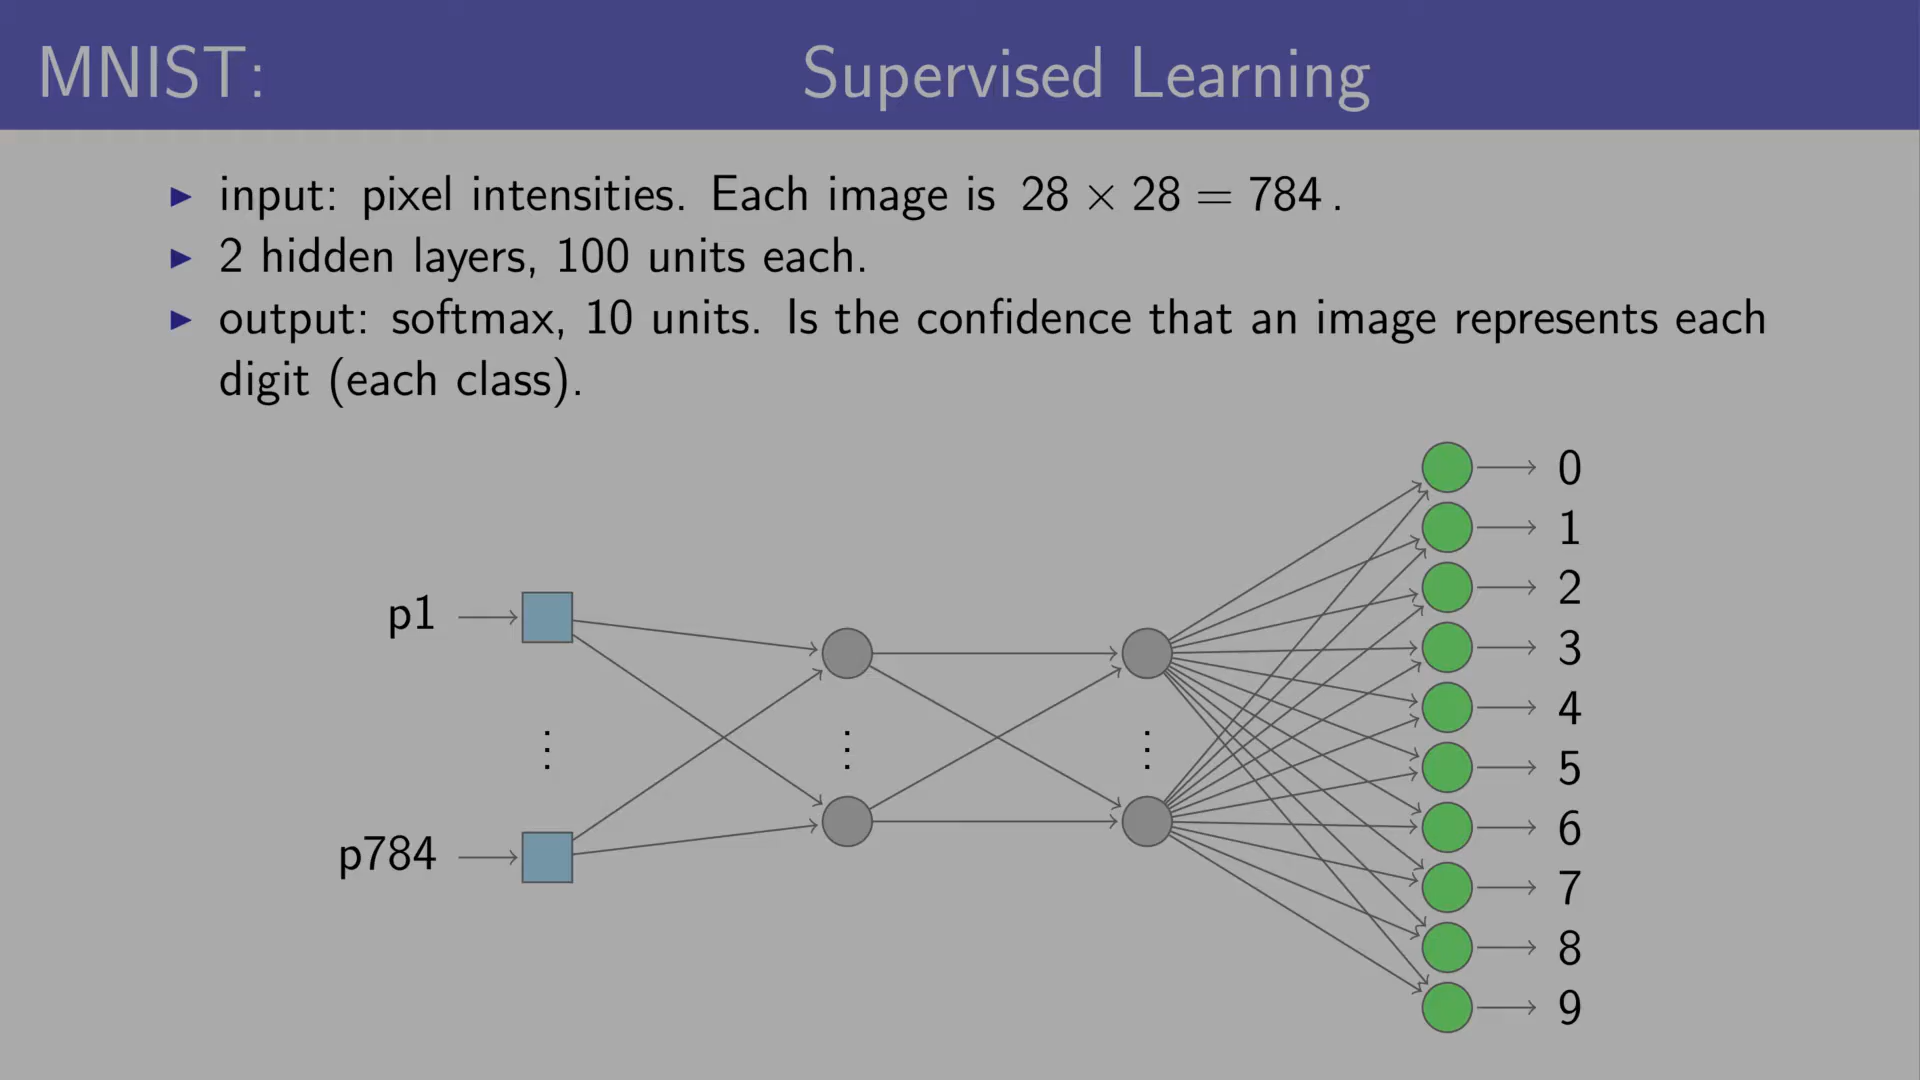 MNIST: Supervised Learning
▶ input: pixel intensities. Each image is 28 × 28 = 784 .
▶ 2 hidden layers, 100 units each.
▶ output: softmax, 10 units. Is the confidence that an image represents each
digit (each class).
0
1
2
p1
3
4
⋮ ⋮ ⋮
5
6
p784
7
8
9